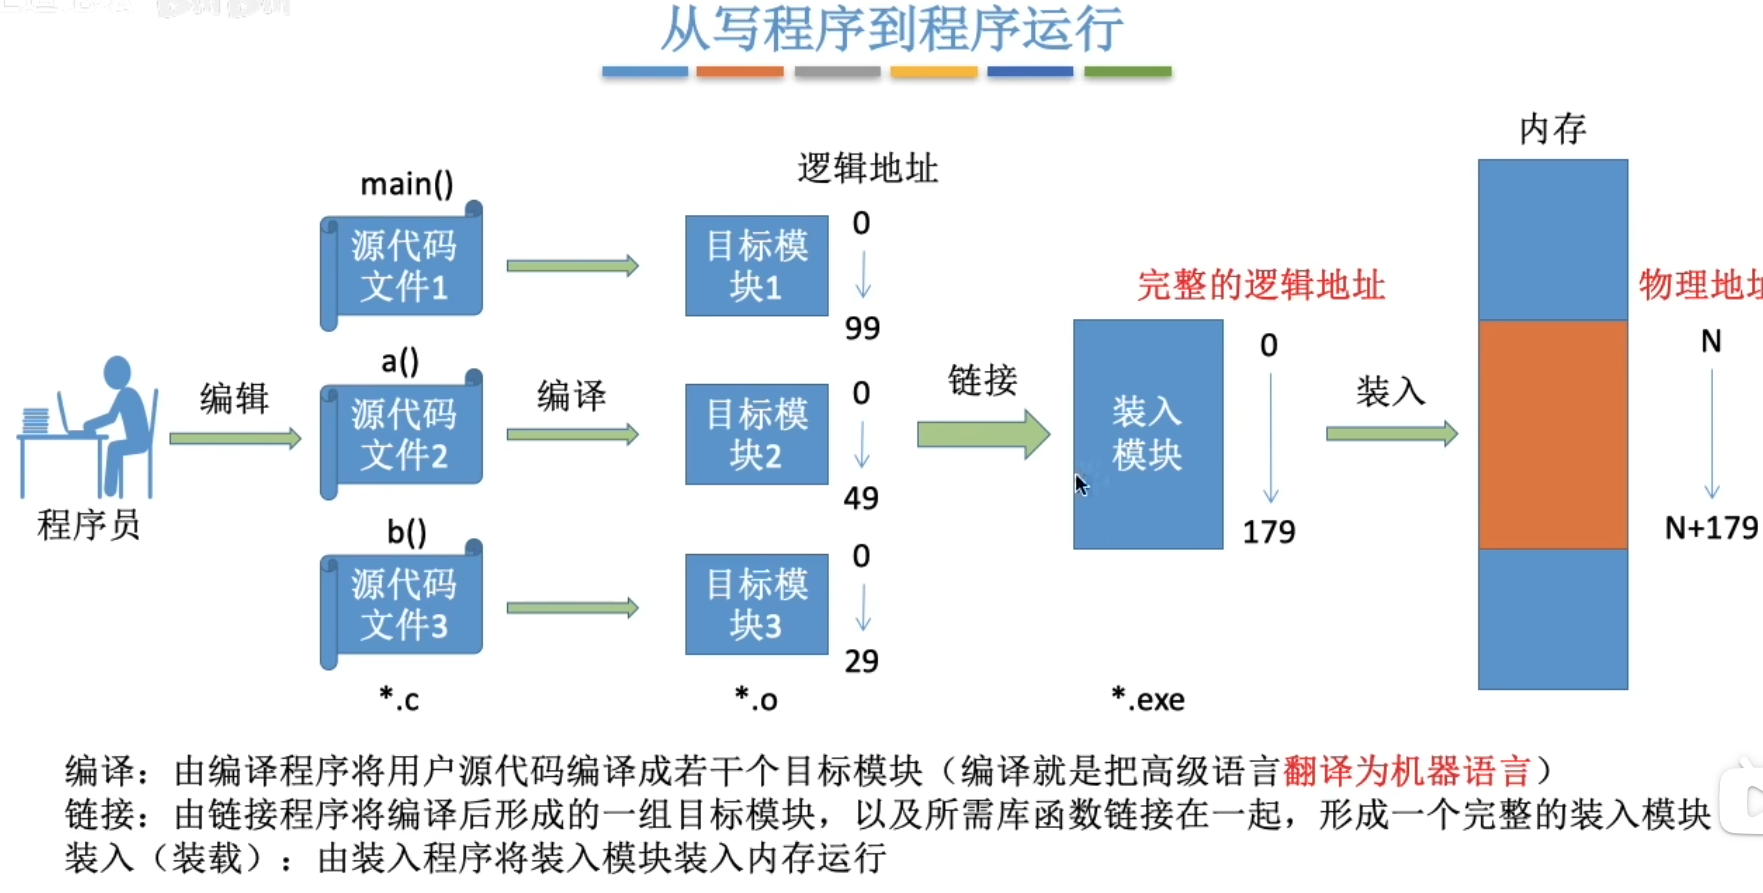 从写程序到程序运行
内存
逻辑地址
main()
源代码
文件1
目标模
块1
0
99
完整的逻辑地址
物理地
N
N+179
a()
编辑
源代码
文件2
编译
目标模
块2
0
49
链接
装入
模块
0
179
装入
程序员
b()
源代码
文件3
目标模
块3
0
29
*.c
*.o
*.exe
编译：由编译程序将用户源代码编译成若干个目标模块（编译就是把高级语言翻译为机器语言）
链接：由链接程序将编译后形成的一组目标模块，以及所需库函数链接在一起，形成一个完整的装入模块
装入（装载）：由装入程序将装入模块装入内存运行